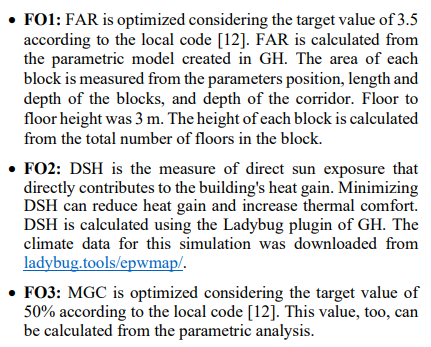 • FO1: FAR is optimized considering the target value of 3.5
according to the local code [12]. FAR is calculated from
the parametric model created in GH. The area of each
block is measured from the parameters position, length and
depth of the blocks, and depth of the corridor. Floor to
floor height was 3 m. The height of each block is calculated
from the total number of floors in the block.
• FO2: DSH is the measure of direct sun exposure that
directly contributes to the building's heat gain. Minimizing
DSH can reduce heat gain and increase thermal comfort.
DSH is calculated using the Ladybug plugin of GH. The
climate data for this simulation was downloaded from
ladybug.tools/epwmap/.
• FO3: MGC is optimized considering the target value of
50% according to the local code [12]. This value, too, can
be calculated from the parametric analysis.